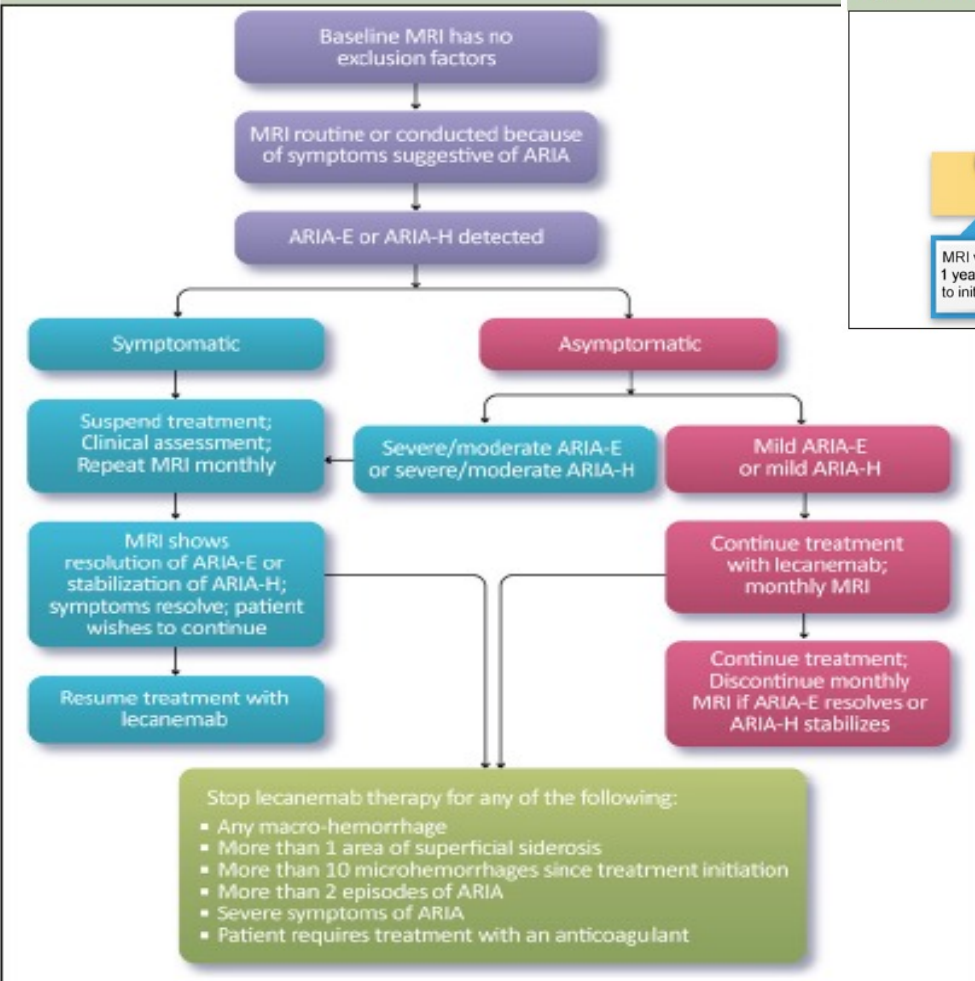 Baseline MRI has no
exclusion factors
MRI routine or conducted because
of symptoms suggestive of ARIA
ARIA-E or ARIA-H detected
Symptomatic
Asymptomatic
Suspend treatment;
Clinical assessment;
Repeat MRI monthly
Severe/moderate ARIA-E
or severe/moderate ARIA-H
Mild ARIA-E
or mild ARIA-H
MRI shows
resolution of ARIA-E or
stabilization of ARIA-H;
symptoms resolve; patient
wishes to continue
Continue treatment
with lecanemab;
monthly MRI
Resume treatment with
lecanemab
Continue treatment;
Discontinue monthly
MRI if ARIA-E resolves or
ARIA-H stabilizes
Stop lecanemab therapy for any of the following:
▪ Any macro-hemorrhage
▪ More than 1 area of superficial siderosis
▪ More than 10 microhemorrhages since treatment initiation
▪ More than 2 episodes of ARIA
▪ Severe symptoms of ARIA
▪ Patient requires treatment with an anticoagulant
MRI
1
to